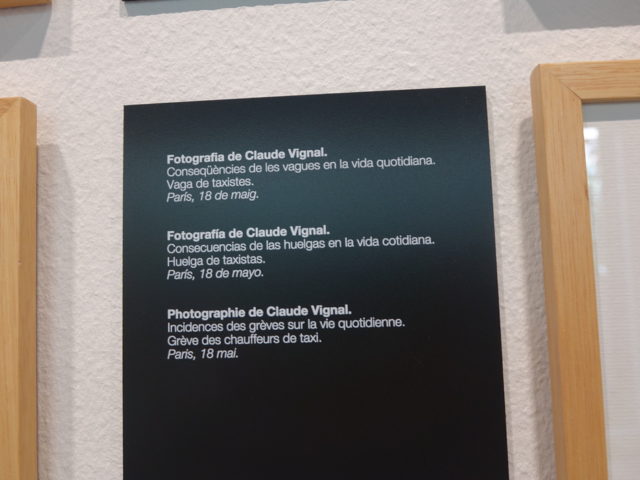 Fotografia de Claude Vignal.
Conseqüències de les vagues en la vida quotidiana.
Vaga de taxistes.
París, 18 de maig.
Fotografía de Claude Vignal.
Consecuencias de las huelgas en la vida cotidiana.
Huelga de taxistas.
París, 18 de mayo.
Photographie de Claude Vignal.
Incidences des grèves sur la vie quotidienne.
Grève des chauffeurs de taxi.
Paris, 18 mai.